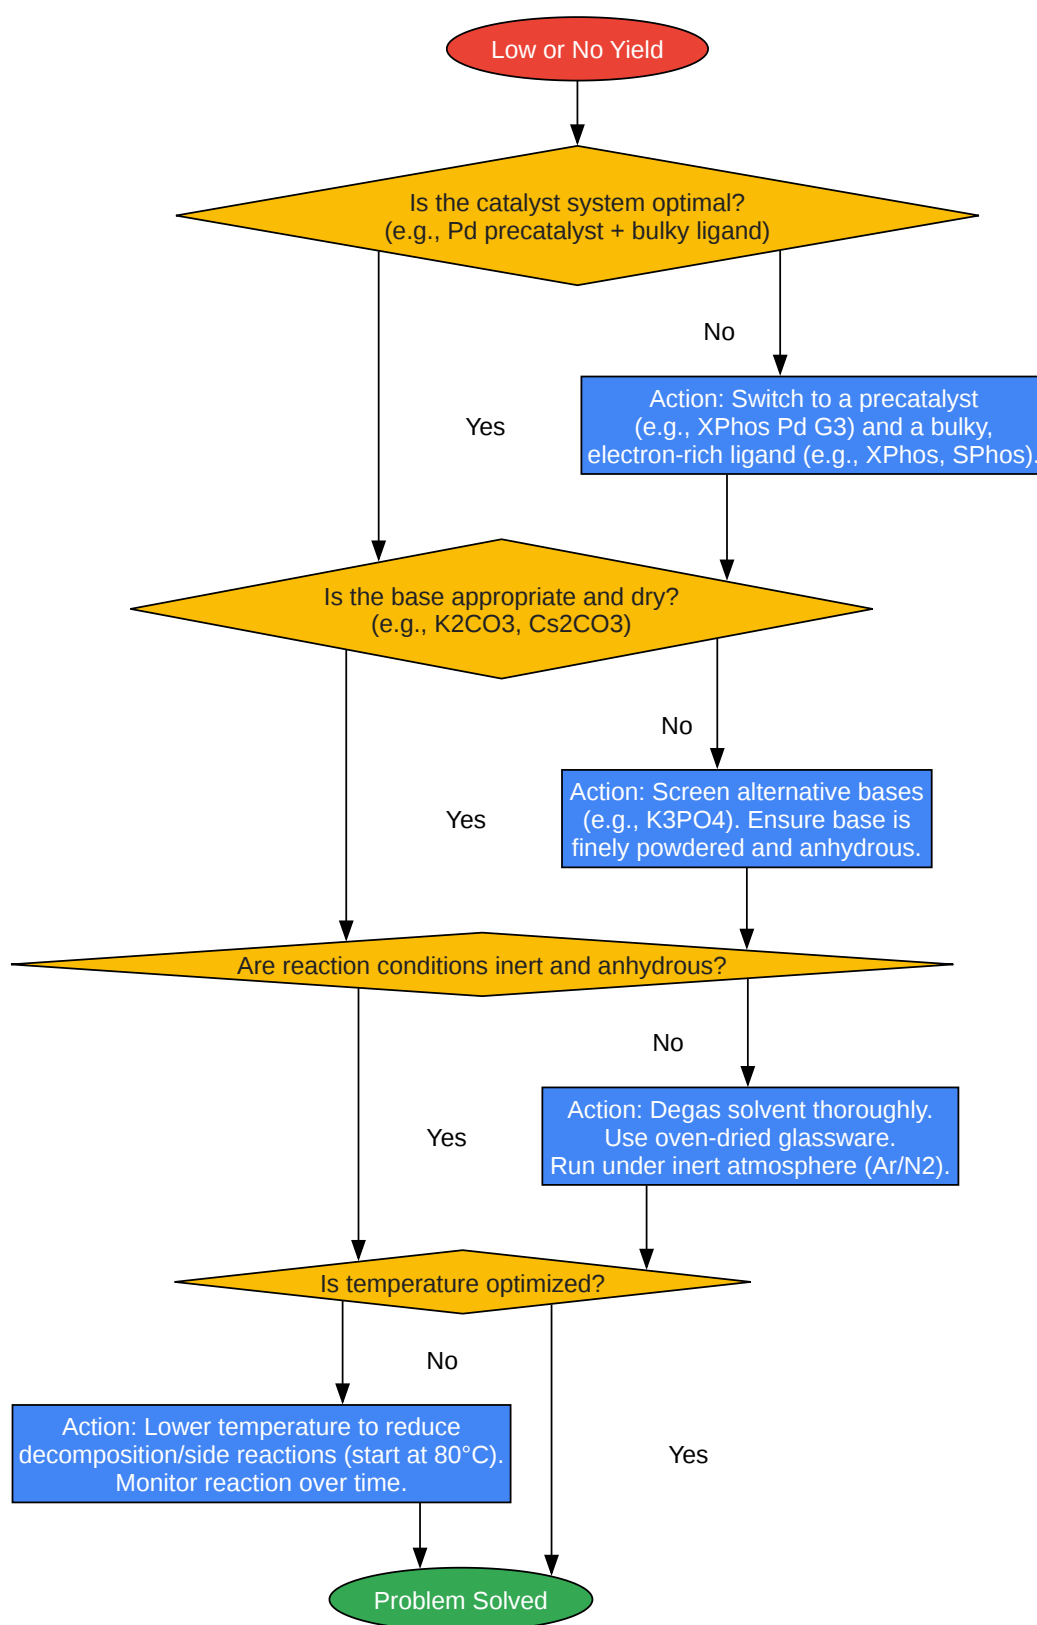 Low or No Yield
Is the catalyst system optimal?
(e.g., Pd precatalyst + bulky ligand)
No
Action: Switch to a precatalyst
(e.g., XPhos Pd G3) and a bulky,
electron-rich ligand (e.g., XPhos, SPhos).
Yes
Is the base appropriate and dry?
(e.g., K2CO3, Cs2CO3)
No
Action: Screen alternative bases
(e.g., K3PO4). Ensure base is
finely powdered and anhydrous.
Yes
Are reaction conditions inert and anhydrous?
No
Action: Degas solvent thoroughly.
Use oven-dried glassware.
Run under inert atmosphere (Ar/N2).
Yes
Is temperature optimized?
No
Action: Lower temperature to reduce
decomposition/side reactions (start at 80°C).
Monitor reaction over time.
Yes
Problem Solved